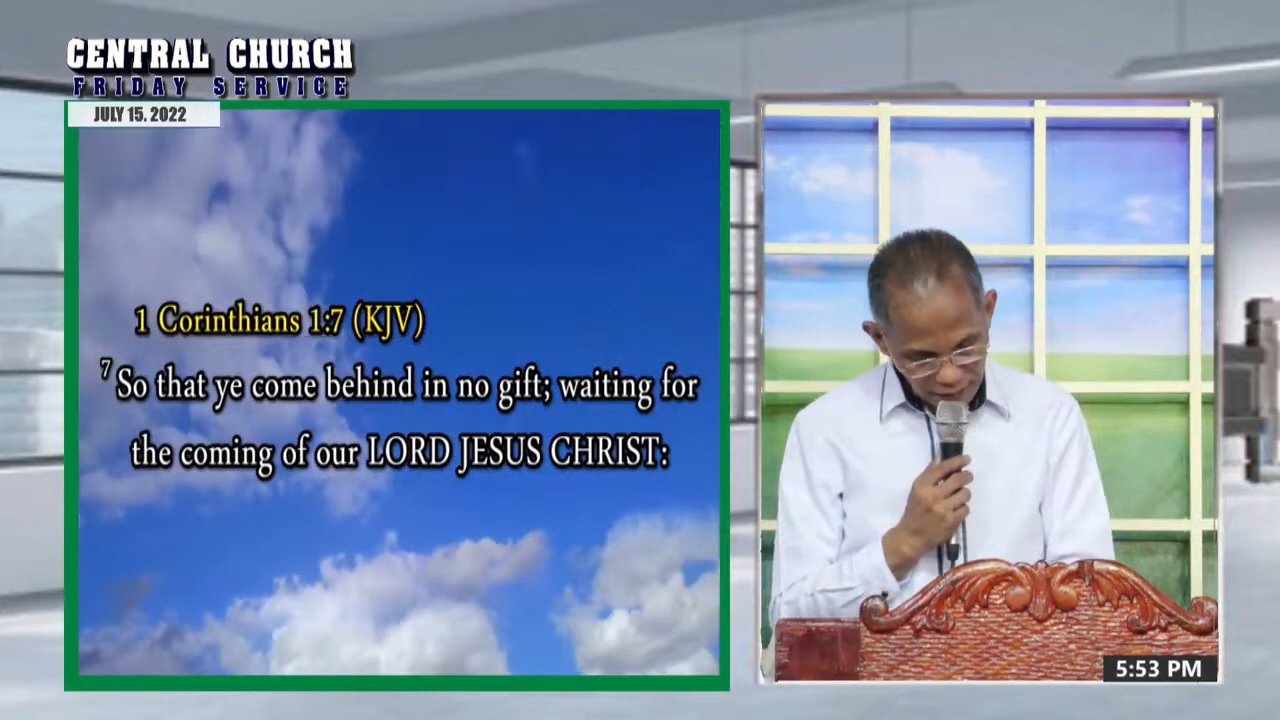 CENTRAL CHURCH
FRIDAY SERVICE
JULY 15. 2022
1 Corinthians 1:7 (KJV)
7 So that ye come behind in no gift; waiting for
the coming of our LORD JESUS CHRIST:
5:53 PM